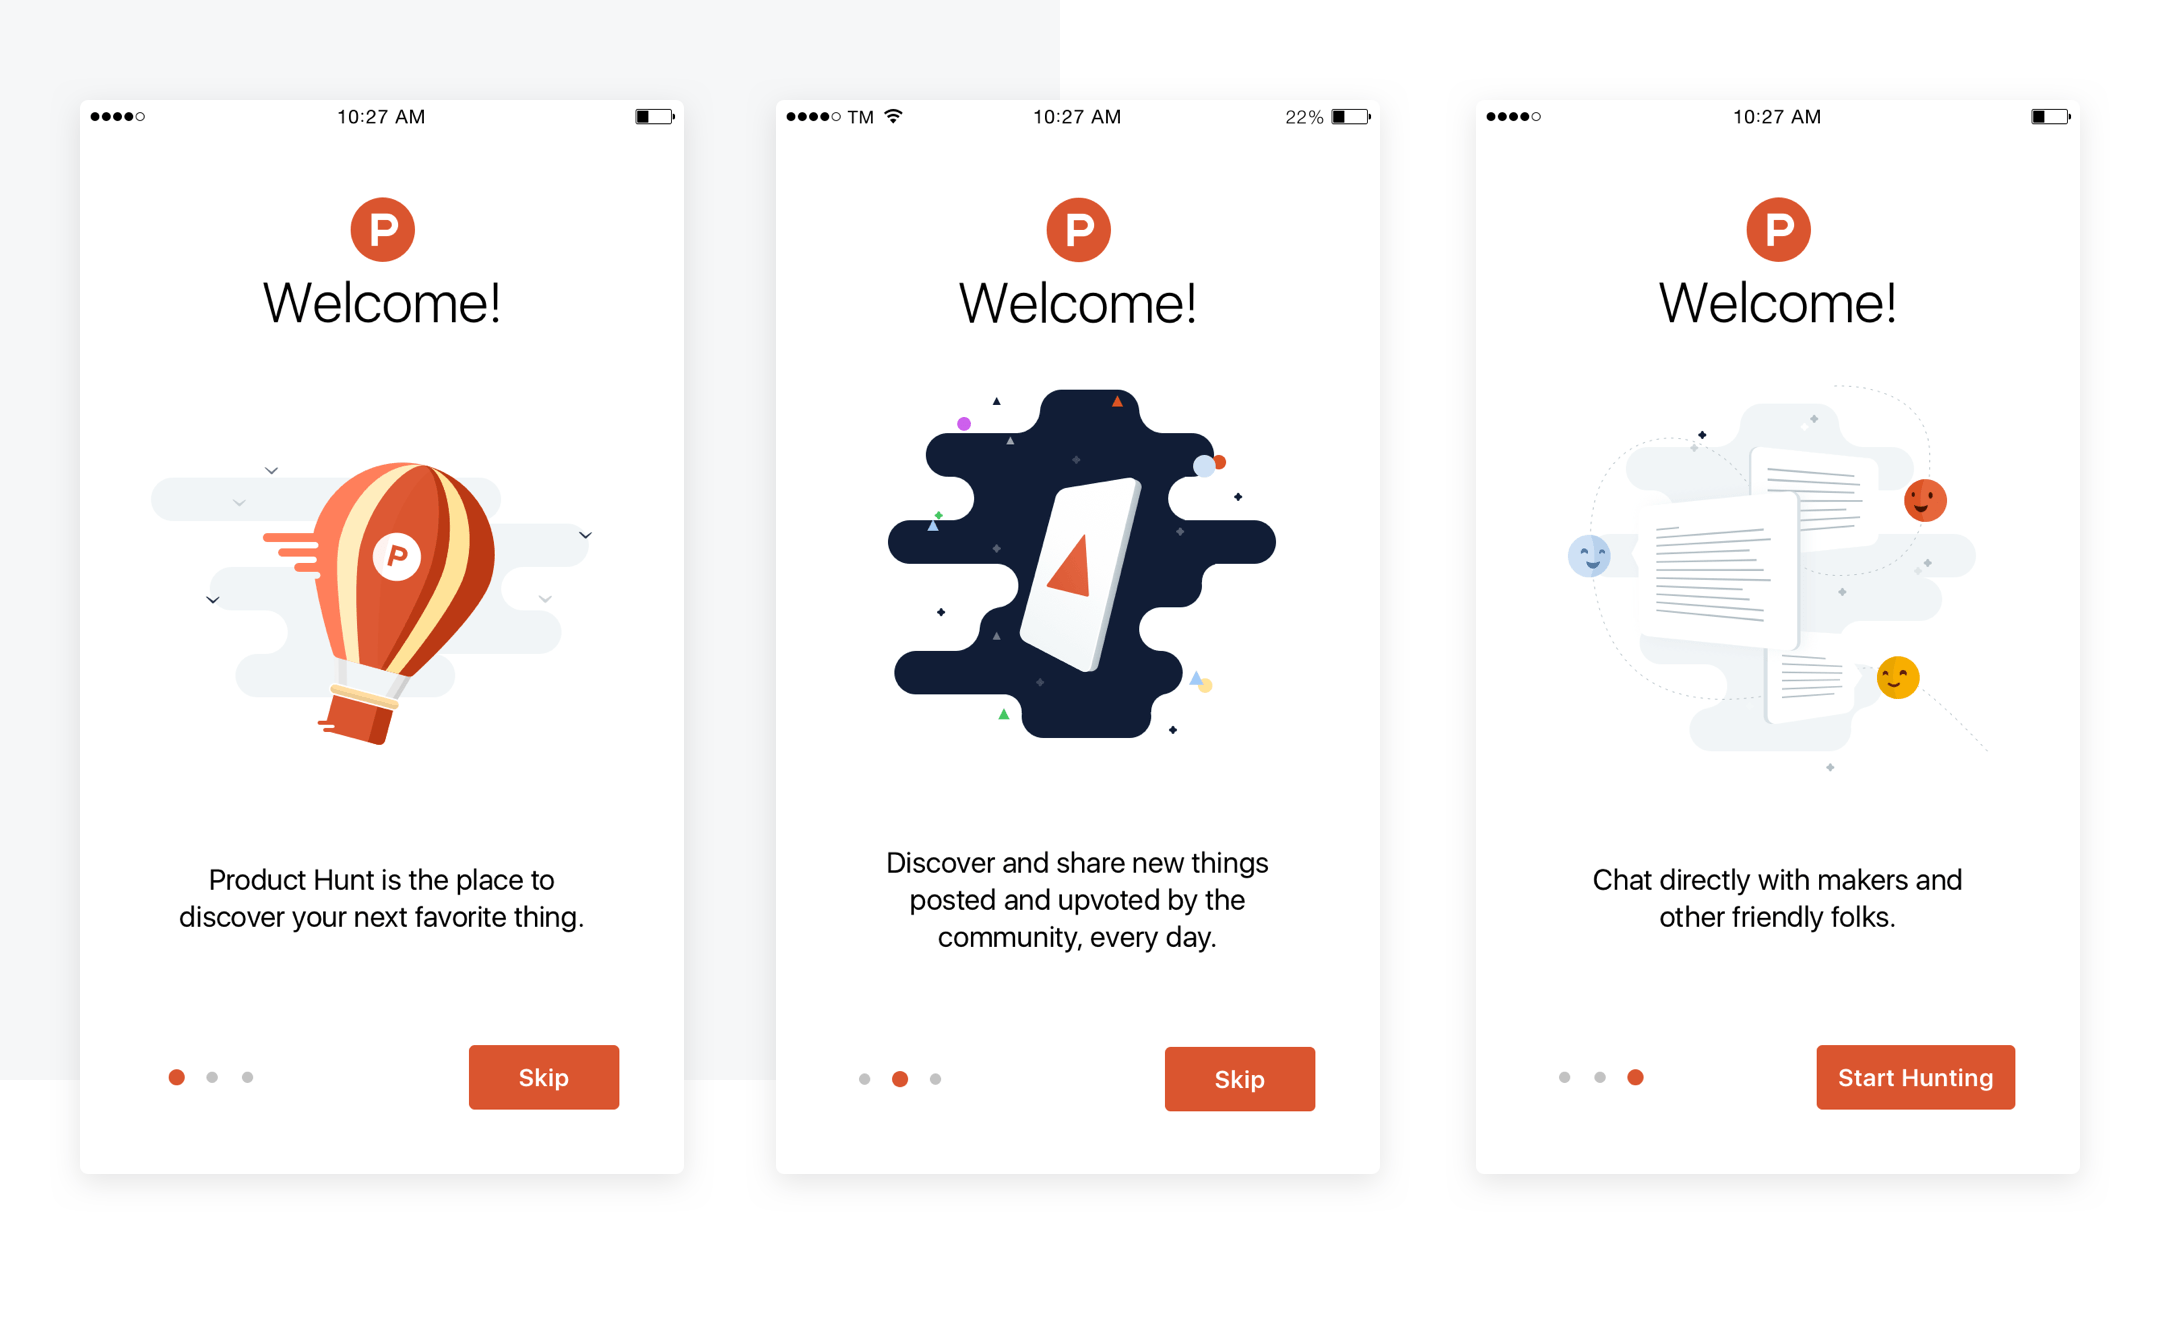 10:27 AM
P
Welcome!
P
Product Hunt is the place to
discover your next favorite thing.
Skip
TM
10:27 AM
22%
P
Welcome!
Discover and share new things
posted and upvoted by the
community, every day.
Skip
10:27 AM
P
Welcome!
Chat directly with makers and
other friendly folks.
Start Hunting